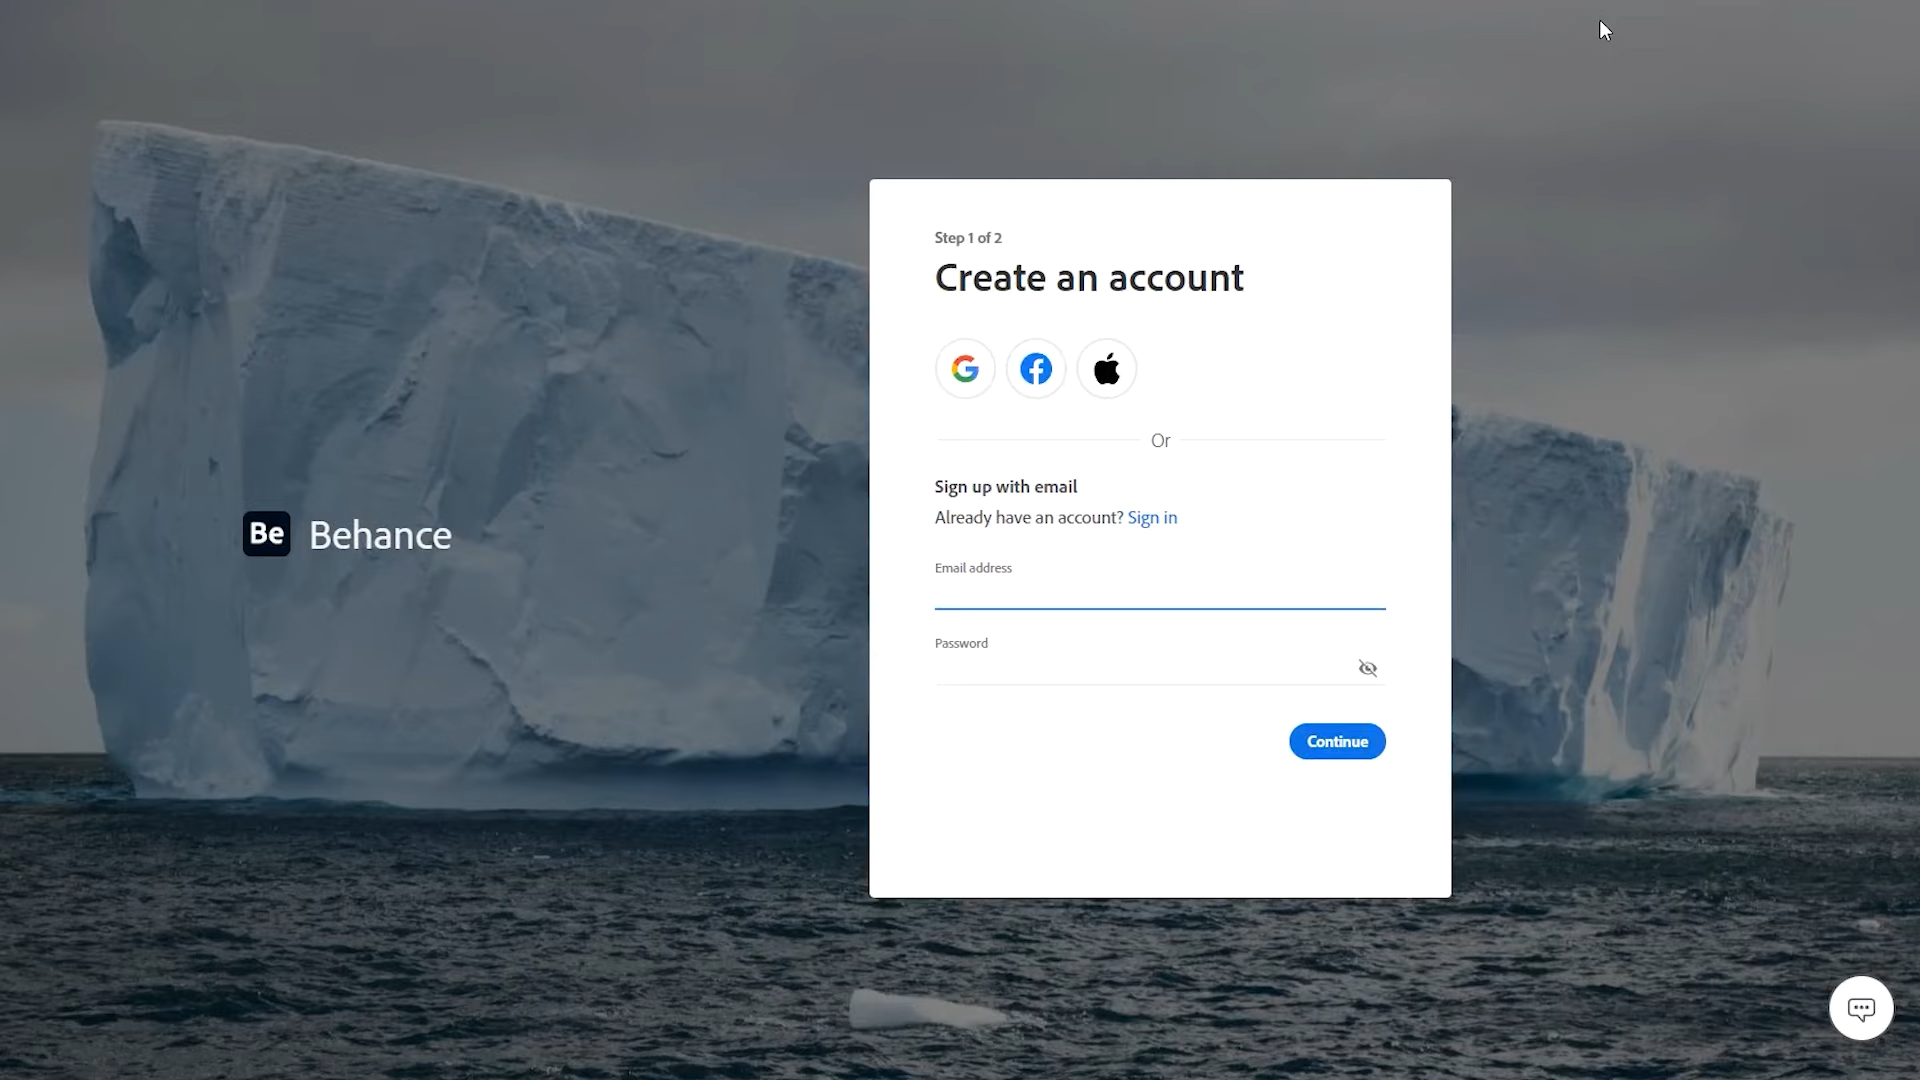 Step 1 of 2
Create an account
Or
Sign up with email
Already have an account? Sign in
Be Behance
Email address
Password
Continue